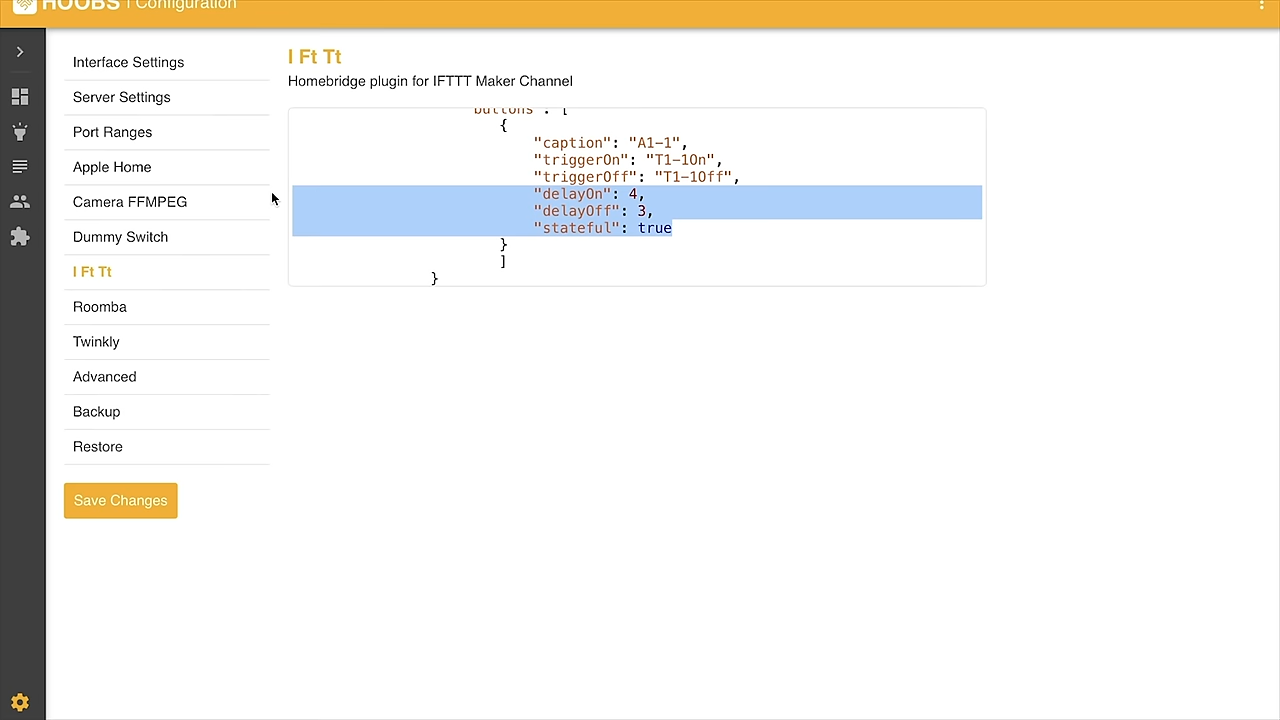 HOOBS | Configuration
Interface Settings
Server Settings
Port Ranges
Apple Home
Camera FFMPEG
Dummy Switch
I Ft Tt
Roomba
Twinkly
Advanced
Backup
Restore
Save Changes
I Ft Tt
Homebridge plugin for IFTTT Maker Channel
buttons": [
{
"caption": "A1-1",
"triggerOn": "T1-1On",
"triggerOff": "T1-1Off",
"delayOn": 4,
"delayOff": 3,
"stateful": true
}
]
}